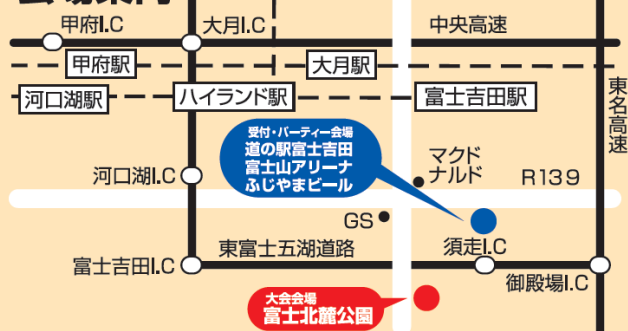 会場案内
甲府I.C
大月I.C
中央高速
甲府駅
大月駅
河口湖駅
ハイランド駅
富士吉田駅
東名高速
受付・パーティー会場
道の駅富士吉田
富士山アリーナ
ふじやまビール
マクド
ナルド
河口湖I.C
R139
GS
東富士五湖道路
須走I.C
富士吉田I.C
御殿場I.C
大会会場
富士北麓公園